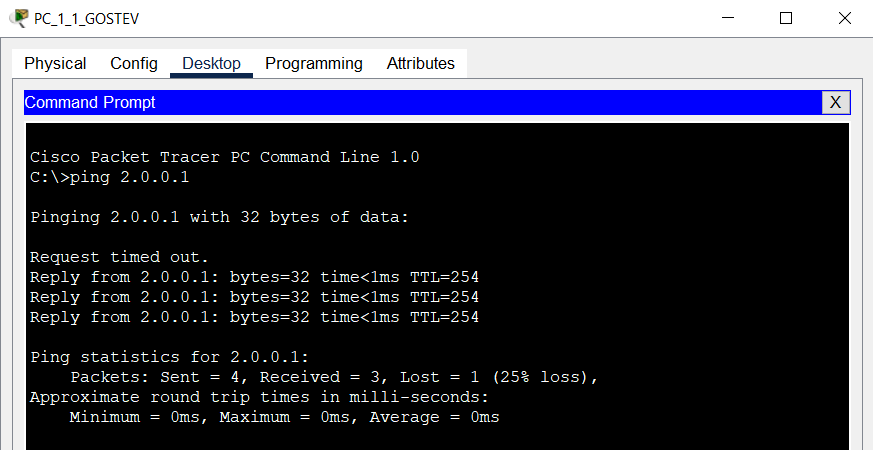 PC_1_1_GOSTEV
Physical Config Desktop Programming Attributes
Command Prompt X
Cisco Packet Tracer PC Command Line 1.0
C:\>ping 2.0.0.1
Pinging 2.0.0.1 with 32 bytes of data:
Request timed out.
Reply from 2.0.0.1: bytes=32 time<1ms TTL=254
Reply from 2.0.0.1: bytes=32 time<1ms TTL=254
Reply from 2.0.0.1: bytes=32 time<1ms TTL=254
Ping statistics for 2.0.0.1:
    Packets: Sent = 4, Received = 3, Lost = 1 (25% loss),
Approximate round trip times in milli-seconds:
    Minimum = 0ms, Maximum = 0ms, Average = 0ms